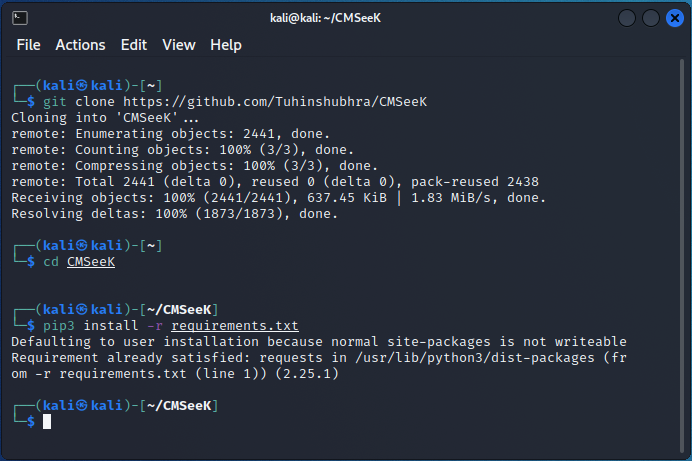 kali@kali: ~/CMSeeK
File Actions Edit View Help
┌──(kali㉿kali)-[~]
└─$ git clone https://github.com/Tuhinshubhra/CMSeeK
Cloning into 'CMSeeK'...
remote: Enumerating objects: 2441, done.
remote: Counting objects: 100% (3/3), done.
remote: Compressing objects: 100% (3/3), done.
remote: Total 2441 (delta 0), reused 0 (delta 0), pack-reused 2438
Receiving objects: 100% (2441/2441), 637.45 KiB | 1.83 MiB/s, done.
Resolving deltas: 100% (1873/1873), done.
┌──(kali㉿kali)-[~]
└─$ cd CMSeeK
┌──(kali㉿kali)-[~/CMSeeK]
└─$ pip3 install -r requirements.txt
Defaulting to user installation because normal site-packages is not writeable
Requirement already satisfied: requests in /usr/lib/python3/dist-packages (fr
om -r requirements.txt (line 1)) (2.25.1)
┌──(kali㉿kali)-[~/CMSeeK]
└─$